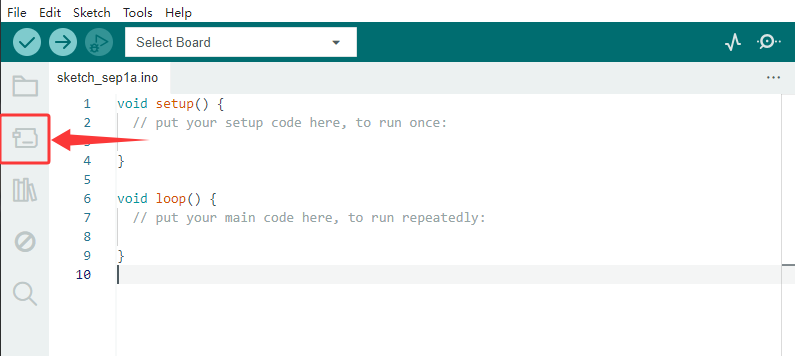 File Edit Sketch Tools Help
Select Board
sketch_sep1a.ino
1 void setup() {
2 // put your setup code here, to run once:
4 }
5
6 void loop() {
7 // put your main code here, to run repeatedly:
8
9 }
10